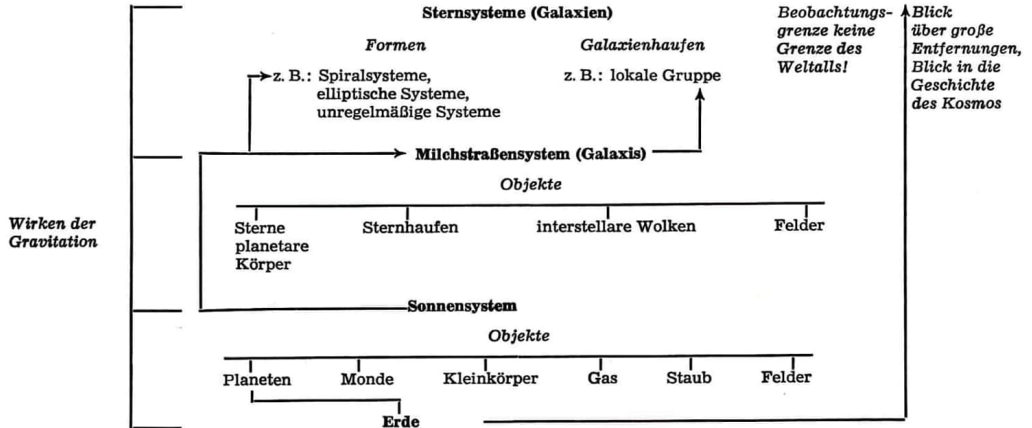 Sternsysteme (Galaxien)
Beobachtungs-
grenze keine
Grenze des
Weltalls!
Blick
über große
Entfernungen,
Blick in die
Geschichte
des Kosmos
Formen
Galaxienhaufen
z. B.: Spiralsysteme,
elliptische Systeme,
unregelmäßige Systeme
z. B.: lokale Gruppe
Milchstraßensystem (Galaxis)
Objekte
Wirken der
Gravitation
Sterne
planetare
Körper
Sternhaufen
interstellare Wolken
Felder
Sonnensystem
Objekte
Planeten
Monde
Kleinkörper
Gas
Staub
Felder
Erde